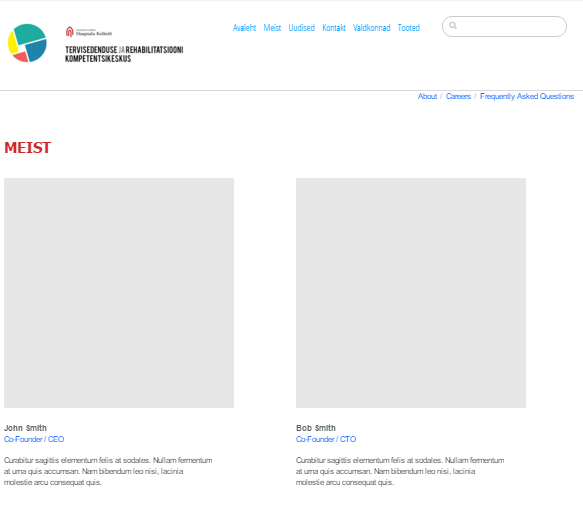 Haapsalu Kolledž
TERVISEDENDUSE JA REHABILITATSIOONI
KOMPETENTSIKESKUS
Avaleht Meist Uudised Kontakt Valdkonnad Tooted
About / Careers / Frequently Asked Questions
MEIST
John Smith
Co-Founder / CEO
Curabitur sagittis elementum felis at sodales. Nullam fermentum
at urna quis accumsan. Nam bibendum leo nisi, lacinia
molestie arcu consequat quis.
Bob Smith
Co-Founder / CTO
Curabitur sagittis elementum felis at sodales. Nullam fermentum
at urna quis accumsan. Nam bibendum leo nisi, lacinia
molestie arcu consequat quis.